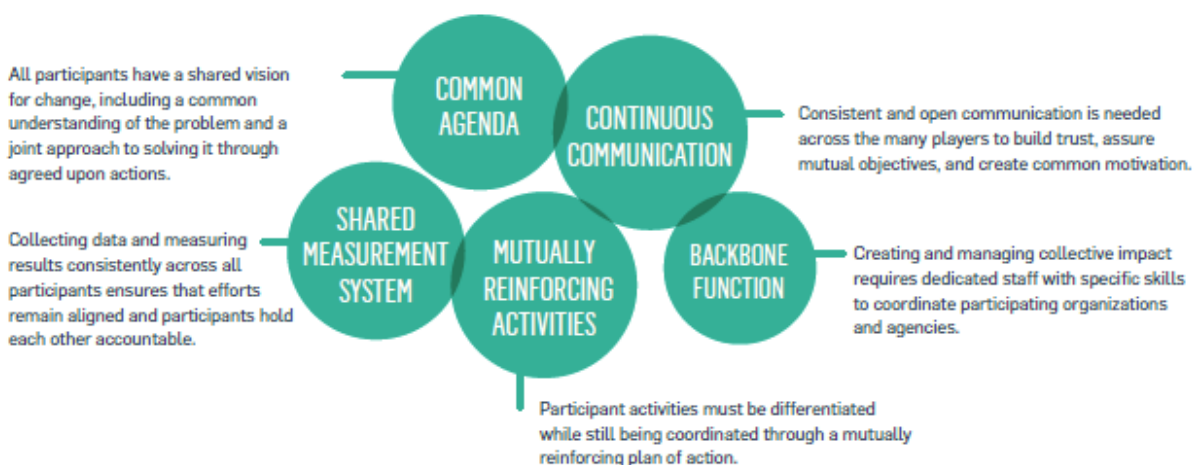 All participants have a shared vision
for change, including a common
understanding of the problem and a
joint approach to solving it through
agreed upon actions.
COMMON
AGENDA
CONTINUOUS
COMMUNICATION
Consistent and open communication is needed
across the many players to build trust, assure
mutual objectives, and create common motivation.
Collecting data and measuring
results consistently across all
participants ensures that efforts
remain aligned and participants hold
each other accountable.
SHARED
MEASUREMENT
SYSTEM
MUTUALLY
REINFORCING
ACTIVITIES
BACKBONE
FUNCTION
Creating and managing collective impact
requires dedicated staff with specific skills
to coordinate participating organizations
and agencies.
Participant activities must be differentiated
while still being coordinated through a mutually
reinforcing plan of action.